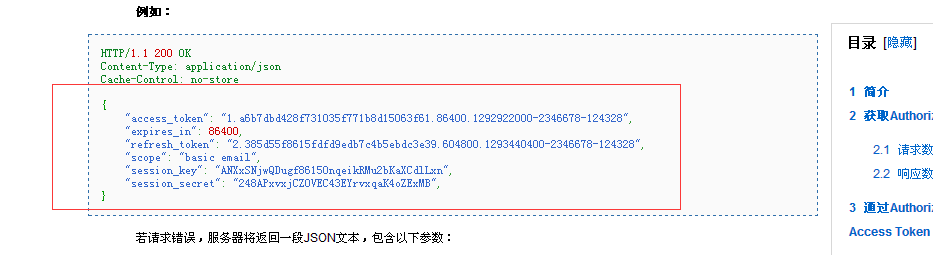 例如：
HTTP/1.1 200 OK
Content-Type: application/json
Cache-Control: no-store
{
"access_token": "1.a6b7dbd428f731035f771b8d15063f61.86400.1292922000-2346678-124328",
"expires_in": 86400,
"refresh_token": "2.385d55f8615fdfd9edb7c4b5ebdc3e39.604800.1293440400-2346678-124328",
"scope": "basic email",
"session_key": "ANXxSNjwQDugf8615OnqeikRMu2bKaXCdlLxn",
"session_secret": "248APxvxjCZ0VEC43EYrvxqaK4oZExMB",
}
若请求错误，服务器将返回一段JSON文本，包含以下参数：
目录 [隐藏]
1 简介
2 获取Authoriz
2.1 请求数
2.2 响应数
3 通过Authoriz
Access Token